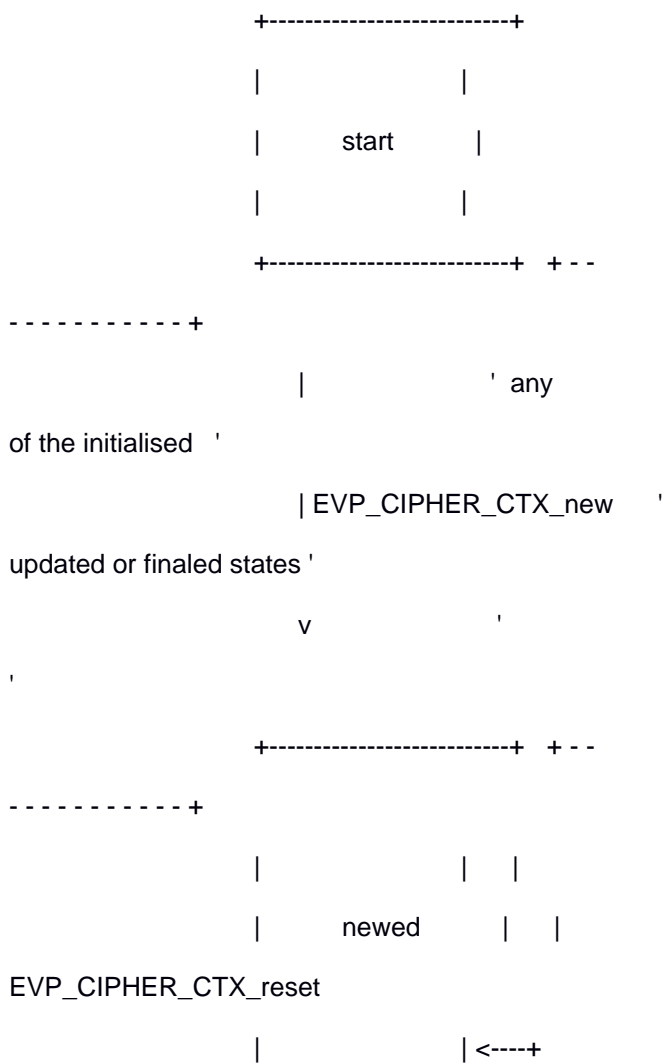 +---------------------------+
|                           |
|           start           |
|                           |
+---------------------------+   + - -
- - - - - - - - - - - +
|                    ' any
of the initialised   '
| EVP_CIPHER_CTX_new      '
updated or finaled states '
v                    '
'
+---------------------------+   + - -
- - - - - - - - - - - +
|                           |     |
|           newed           |     |
EVP_CIPHER_CTX_reset
|                           | <----+